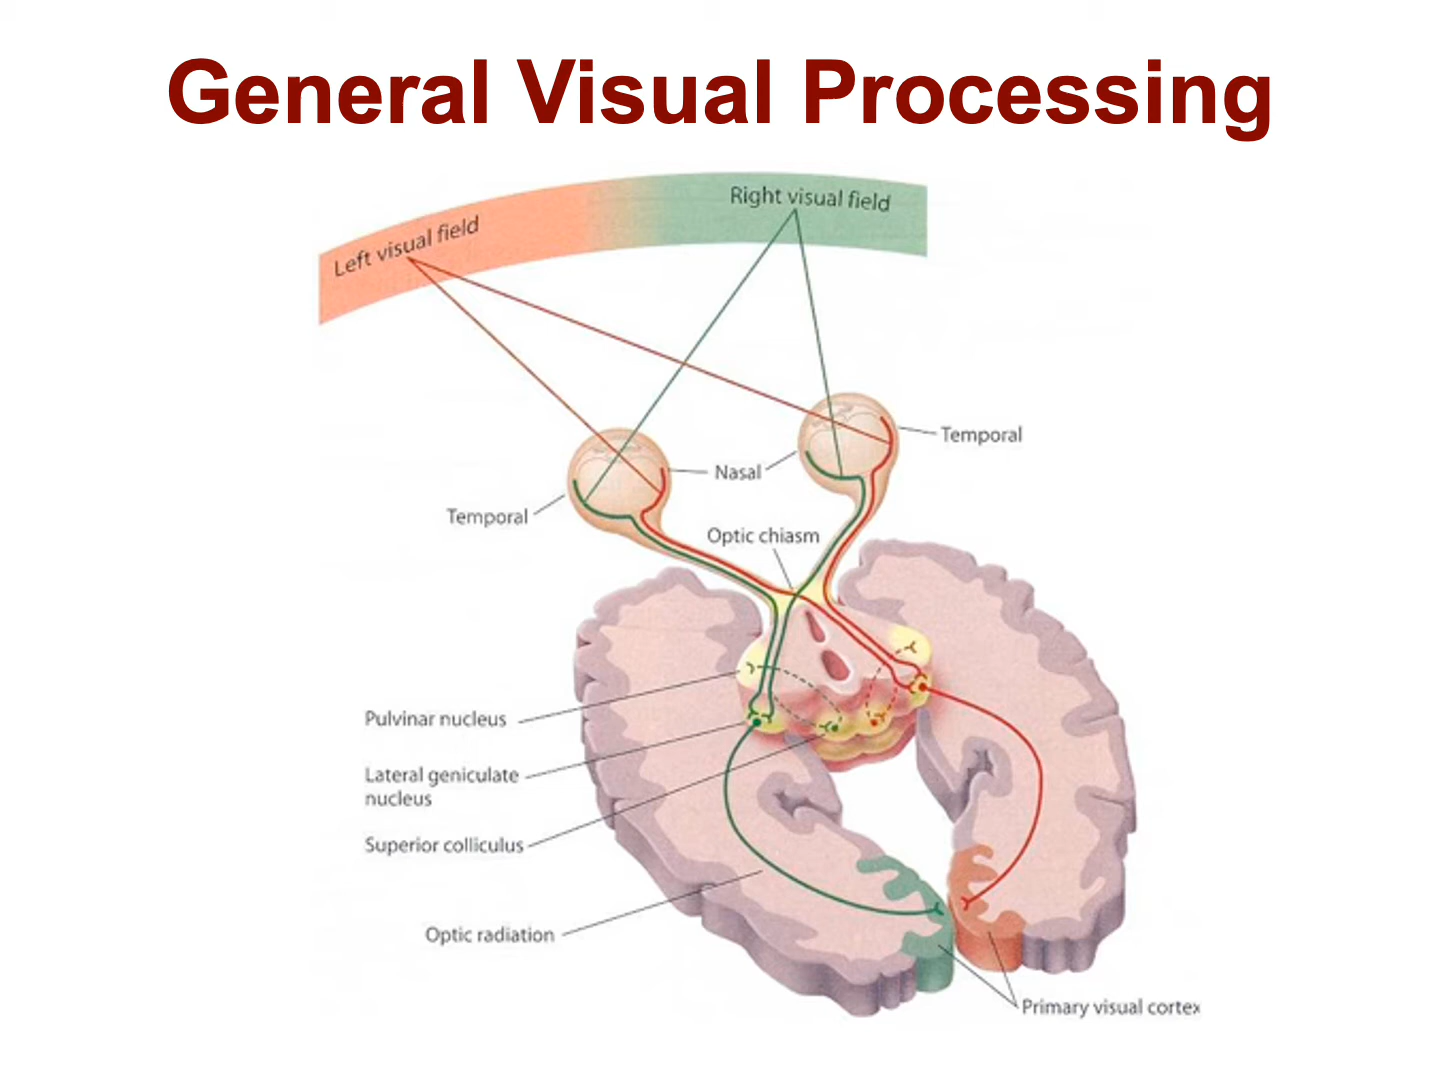 General Visual Processing
Right visual field
Left visual field
Temporal
Nasal
Temporal
Optic chiasm
Pulvinar nucleus
Lateral geniculate
nucleus
Superior colliculus
Optic radiation
Primary visual cortex